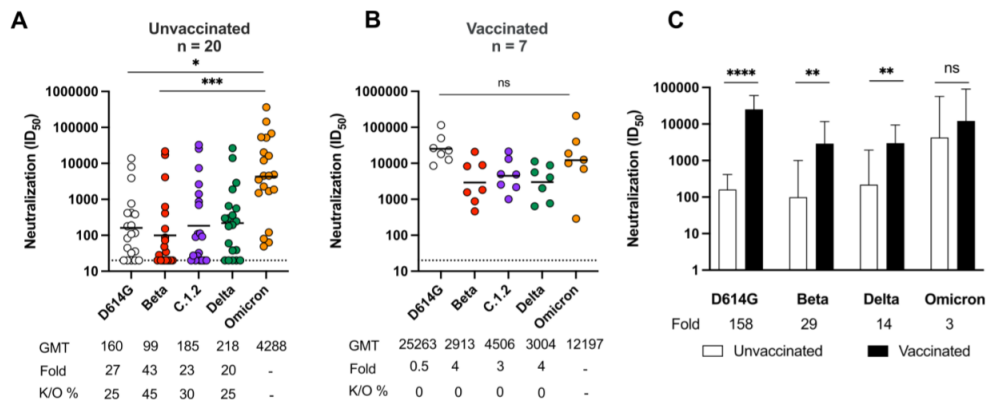 A
Unvaccinated
n = 20
*
***
Neutralization (ID50)
1000000
100000
10000
1000
100
10
D614G
Beta
C.1.2
Delta
Omicron
GMT 160 99 185 218 4288
Fold 27 43 23 20 -
K/O % 25 45 30 25 -
B
Vaccinated
n = 7
ns
Neutralization (ID50)
1000000
100000
10000
1000
100
10
D614G
Beta
C.1.2
Delta
Omicron
GMT 25263 2913 4506 3004 12197
Fold 0.5 4 3 4 -
K/O % 0 0 0 0 -
C
**** ** ** ns
Neutralization (ID50)
100000
10000
1000
100
10
1
D614G Beta Delta Omicron
Fold 158 29 14 3
Unvaccinated Vaccinated